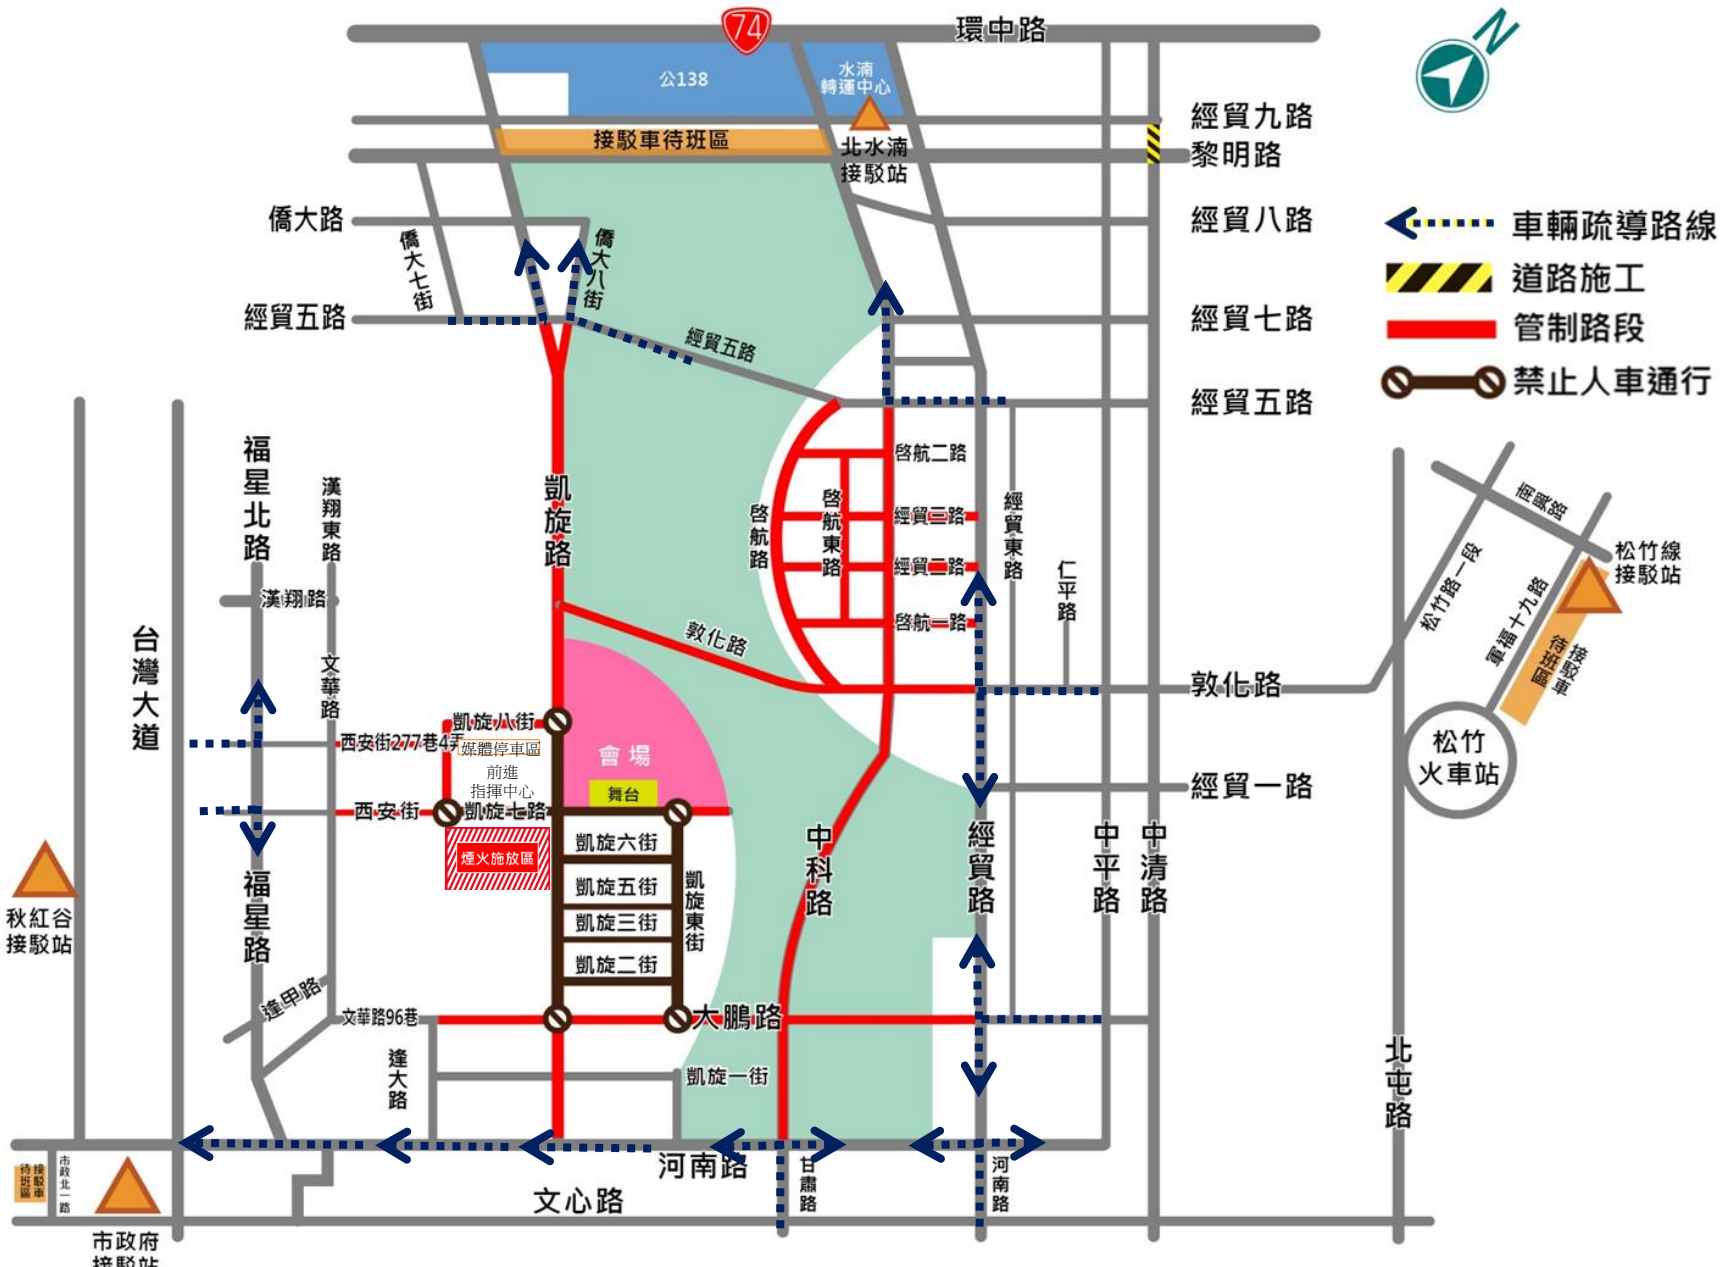 74
環中路
N
公138
水湳
轉運中心
經貿九路
接駁車待班區
北水湳
接駁站
黎明路
僑大路
僑大七街
僑大八街
經貿八路
車輛疏導路線
道路施工
管制路段
禁止人車通行
經貿五路
經貿五路
經貿七路
經貿五路
福星北路
漢翔東路
凱旋路
啓航路
啓航東路
啓航二路
經貿三路
經貿二路
啓航一路
經貿東路
仁平路
南興路
松竹路一段
軍福十九路
松竹線
接駁站
接駁車
待班區
漢翔路
台灣大道
文華路
敦化路
敦化路
松竹
火車站
凱旋八街
西安街277巷4弄
媒體停車區
前進
指揮中心
會場
舞台
經貿一路
西安街
凱旋七路
煙火施放區
凱旋六街
凱旋五街
凱旋三街
凱旋二街
凱旋東街
中科路
經貿路
中平路
中清路
秋紅谷
接駁站
福星路
逢甲路
文華路96巷
大鵬路
逢大路
凱旋一街
北屯路
河南路
甘肅路
河南路
文心路
接駁車
待班區
市政北一路
市政府
接駁站